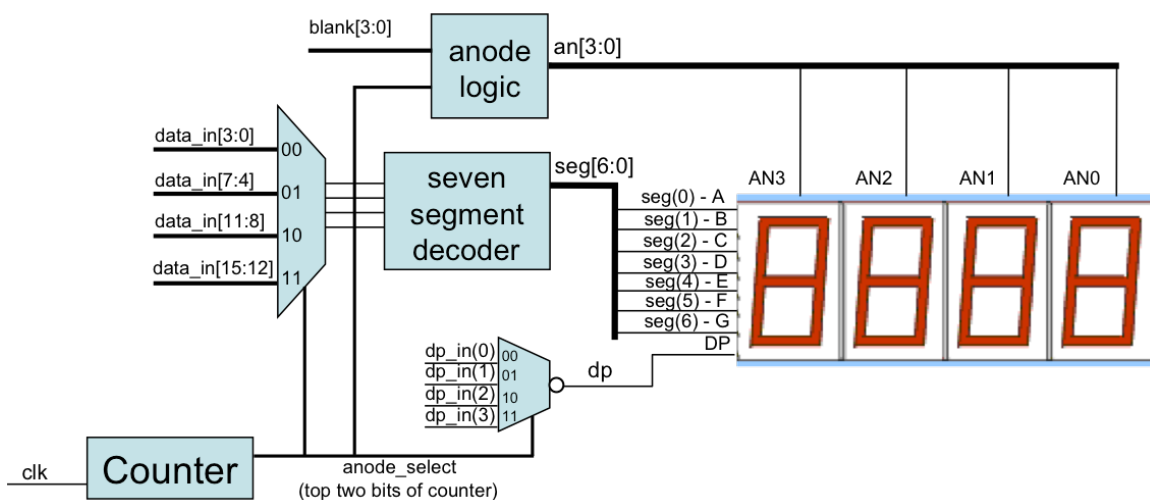 blank[3:0]
anode
logic
an[3:0]
data_in[3:0]
00
data_in[7:4]
01
data_in[11:8]
10
data_in[15:12]
11
seven
segment
decoder
seg[6:0]
AN3
AN2
AN1
AN0
seg(0) - A
seg(1) - B
seg(2) - C
seg(3) - D
seg(4) - E
seg(5) - F
seg(6) - G
DP
dp_in(0)
00
dp_in(1)
01
dp_in(2)
10
dp_in(3)
11
dp
clk
Counter
anode_select
(top two bits of counter)